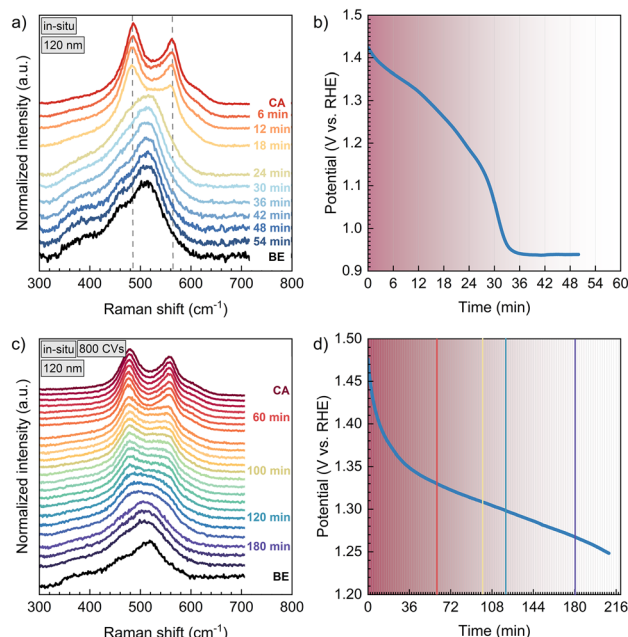 a)
in-situ
120 nm
CA
6 min
12 min
18 min
24 min
30 min
36 min
42 min
48 min
54 min
BE
Normalized intensity (a.u.)
300 400 500 600 700 800
Raman shift (cm⁻¹)
b)
1.5
1.4
1.3
1.2
1.1
1.0
0.9
Potential (V vs. RHE)
0 6 12 18 24 30 36 42 48 54 60
Time (min)
c)
in-situ 800 CVs
120 nm
CA
60 min
100 min
120 min
180 min
BE
Normalized intensity (a.u.)
300 400 500 600 700 800
Raman shift (cm⁻¹)
d)
1.50
1.45
1.40
1.35
1.30
1.25
1.20
Potential (V vs. RHE)
0 36 72 108 144 180 216
Time (min)